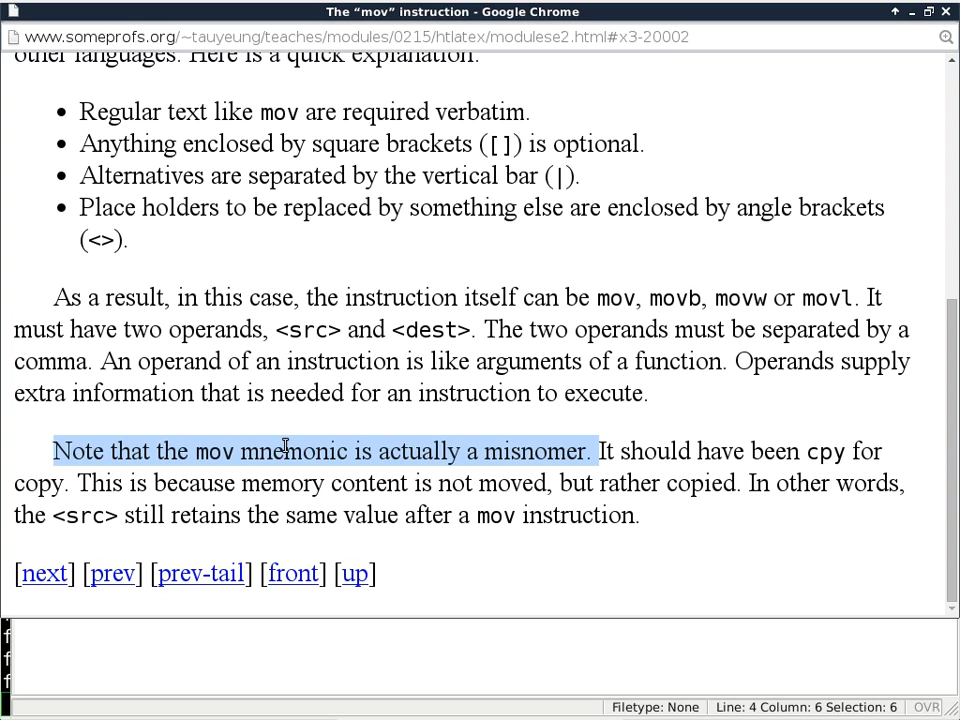 The “mov” instruction - Google Chrome
www.someprofs.org/~tauyeung/teaches/modules/0215/htlatex/modulese2.html#x3-20002
other languages. Here is a quick explanation:
• Regular text like mov are required verbatim.
• Anything enclosed by square brackets ([]) is optional.
• Alternatives are separated by the vertical bar (|).
• Place holders to be replaced by something else are enclosed by angle brackets
(<>).
As a result, in this case, the instruction itself can be mov, movb, movw or movl. It
must have two operands, <src> and <dest>. The two operands must be separated by a
comma. An operand of an instruction is like arguments of a function. Operands supply
extra information that is needed for an instruction to execute.
Note that the mov mnemonic is actually a misnomer. It should have been cpy for
copy. This is because memory content is not moved, but rather copied. In other words,
the <src> still retains the same value after a mov instruction.
[next] [prev] [prev-tail] [front] [up]
f
f
f
Filetype: None Line: 4 Column: 6 Selection: 6 OVR